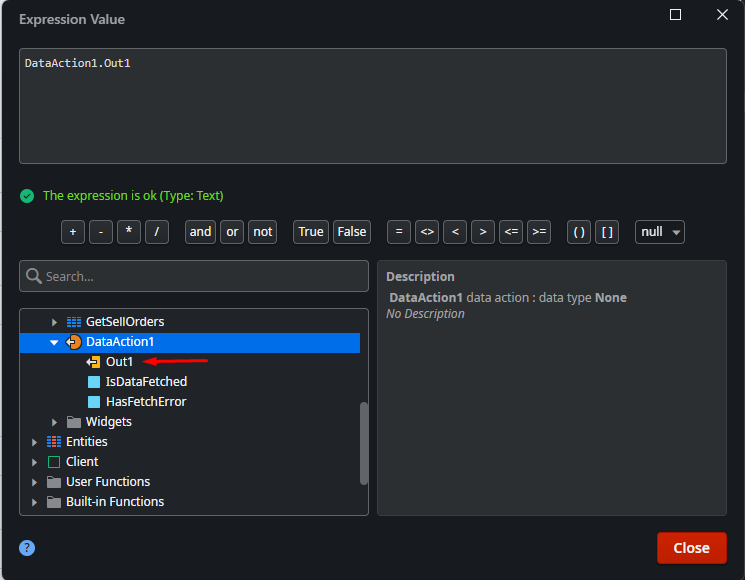 Expression Value
DataAction1.Out1
The expression is ok (Type: Text)
+ - * / and or not True False = <> < > <= >= ( ) [ ] null
Search...
GetSellOrders
DataAction1
Out1
IsDataFetched
HasFetchError
Widgets
Entities
Client
User Functions
Built-in Functions
Description
DataAction1 data action : data type None
No Description
?
Close